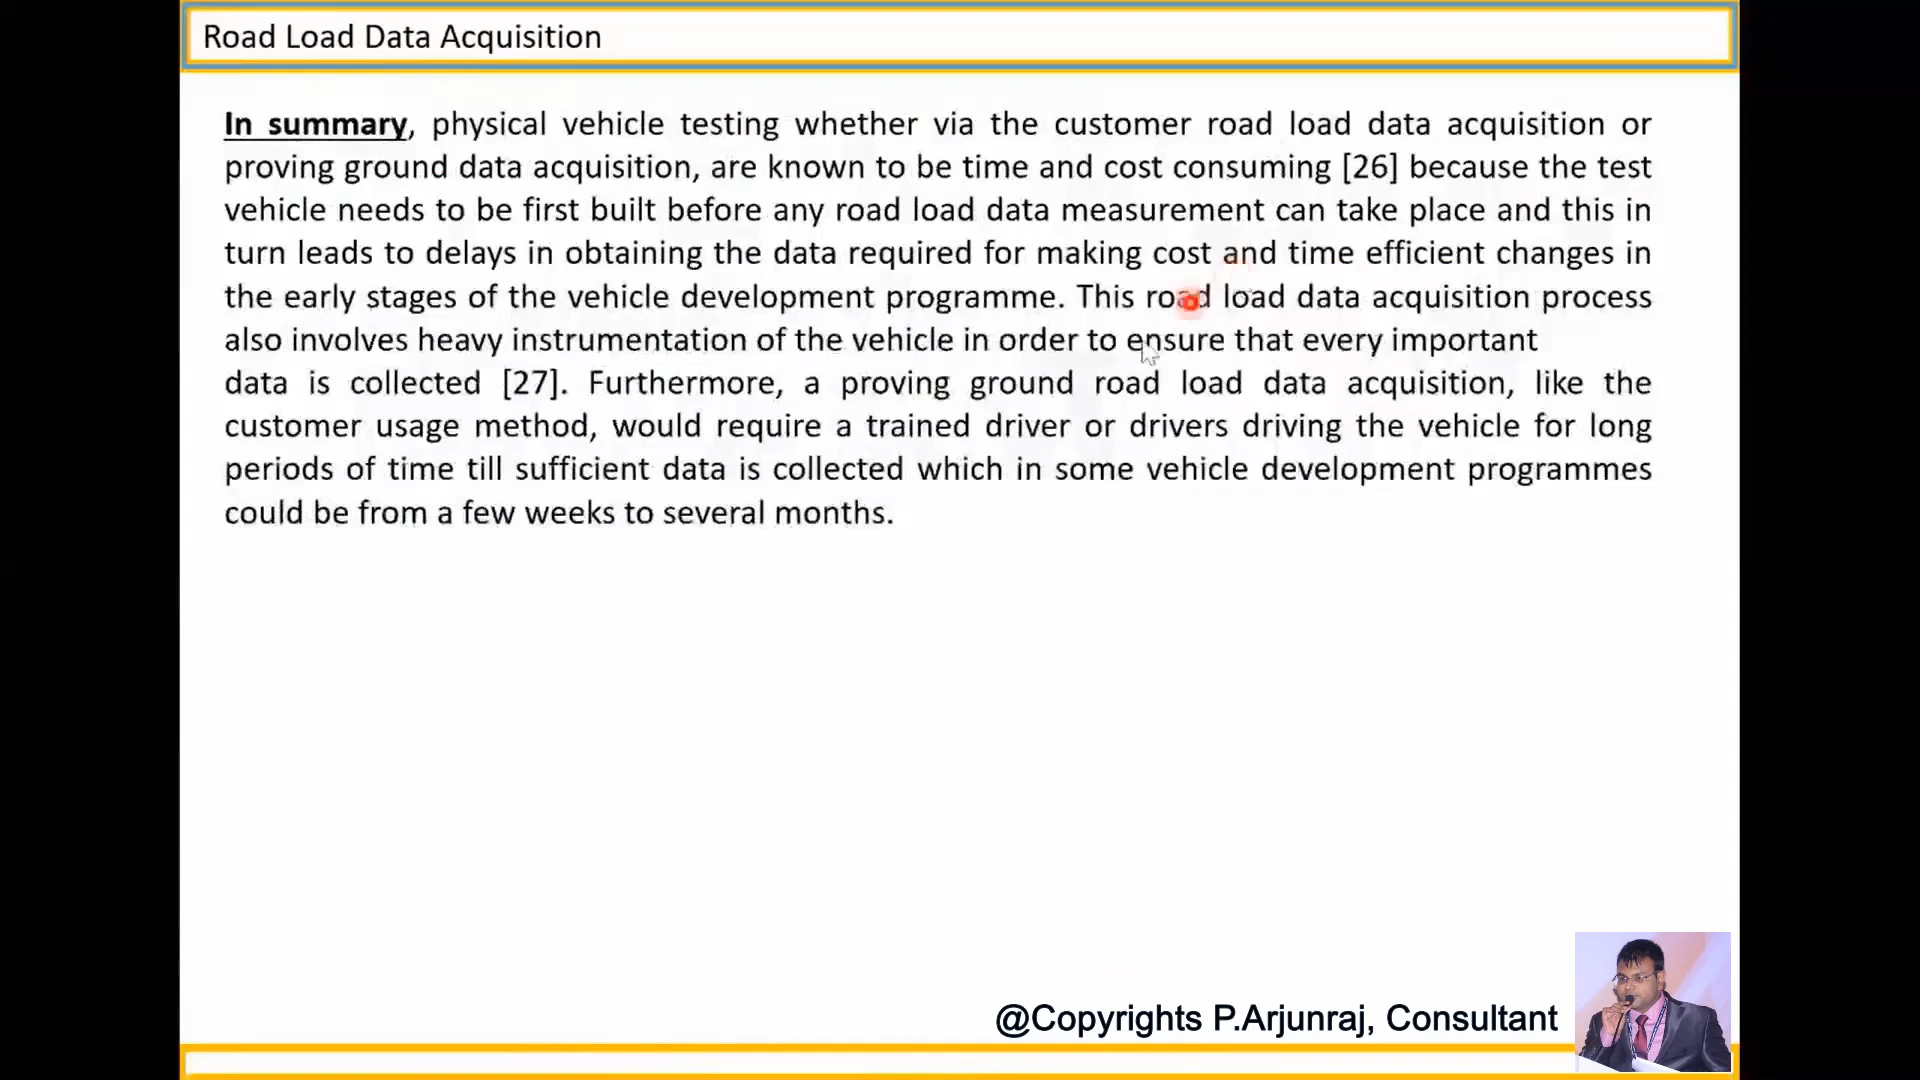 Road Load Data Acquisition
In summary, physical vehicle testing whether via the customer road load data acquisition or
proving ground data acquisition, are known to be time and cost consuming [26] because the test
vehicle needs to be first built before any road load data measurement can take place and this in
turn leads to delays in obtaining the data required for making cost and time efficient changes in
the early stages of the vehicle development programme. This road load data acquisition process
also involves heavy instrumentation of the vehicle in order to ensure that every important
data is collected [27]. Furthermore, a proving ground road load data acquisition, like the
customer usage method, would require a trained driver or drivers driving the vehicle for long
periods of time till sufficient data is collected which in some vehicle development programmes
could be from a few weeks to several months.
@Copyrights P.Arjunraj, Consultant